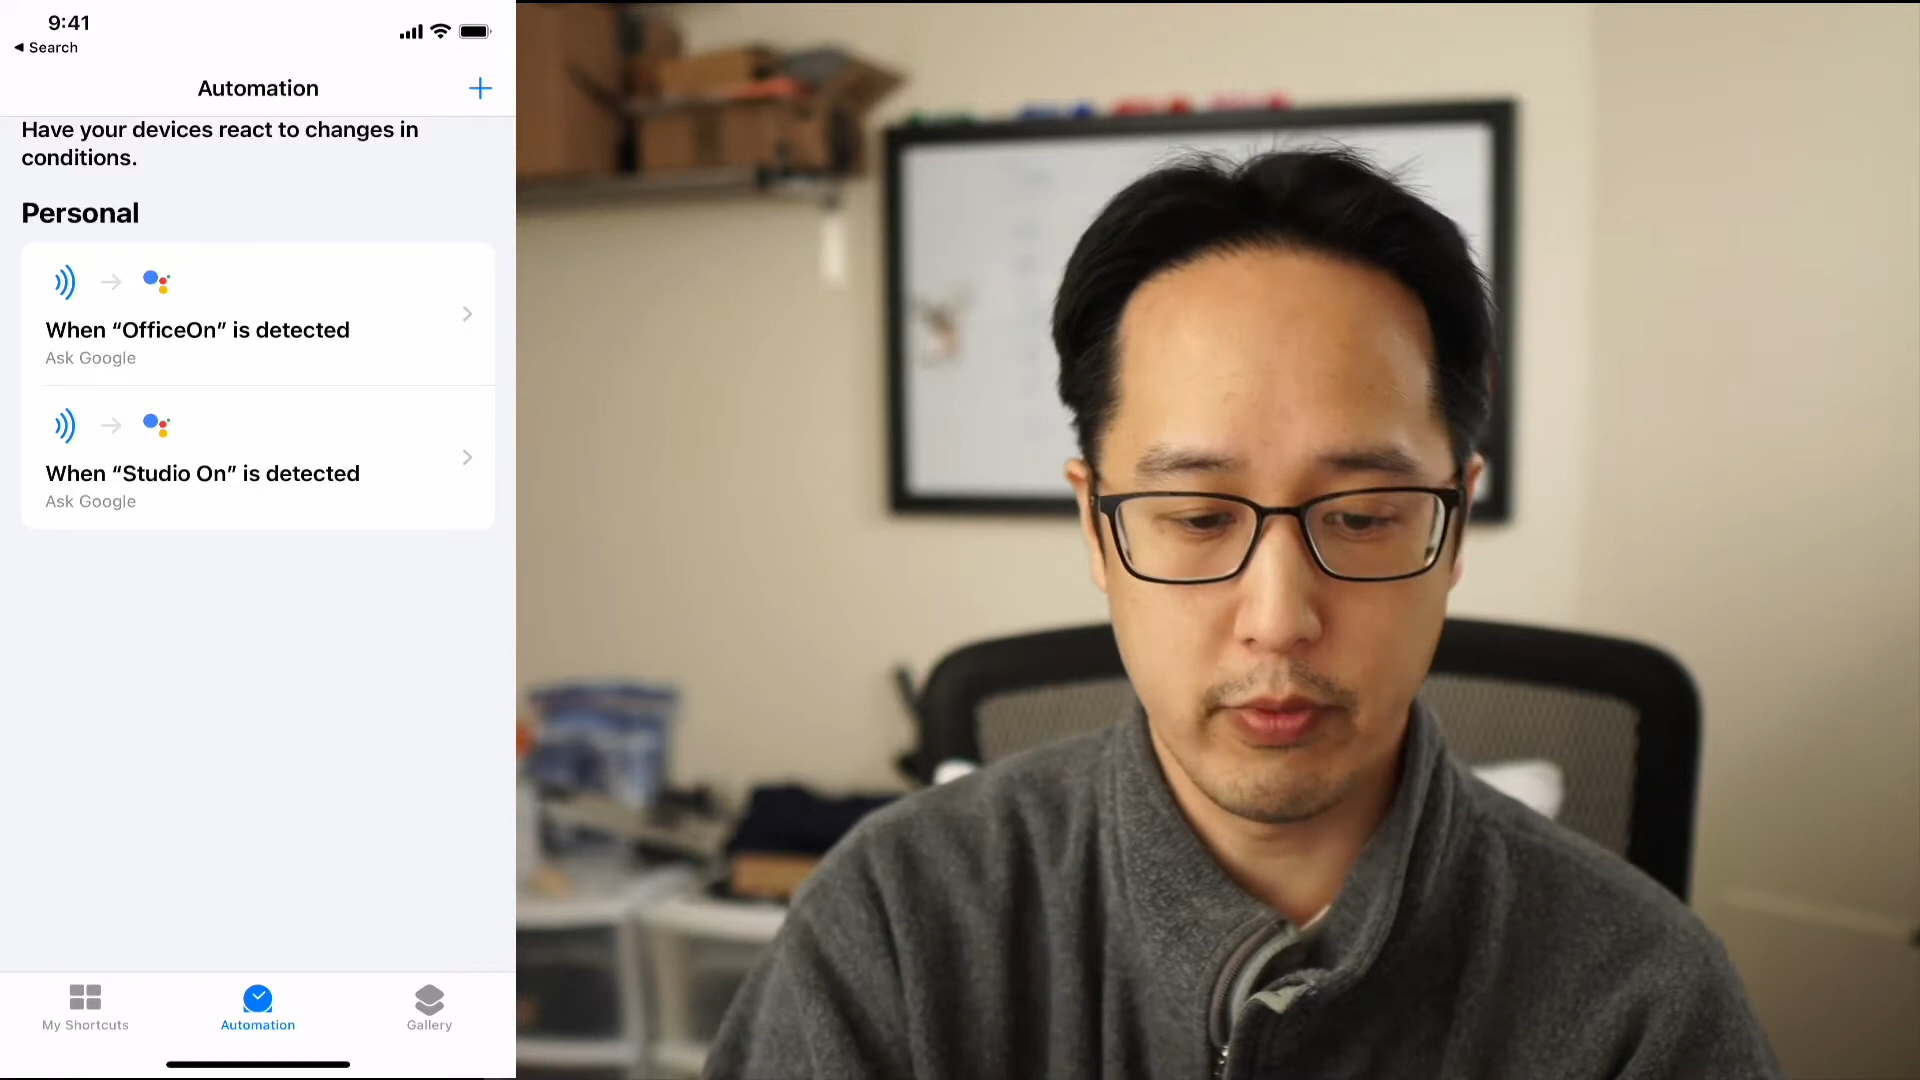 9:41
◀ Search
Automation
Have your devices react to changes in
conditions.
Personal
When “OfficeOn” is detected
Ask Google
When “Studio On” is detected
Ask Google
My Shortcuts
Automation
Gallery